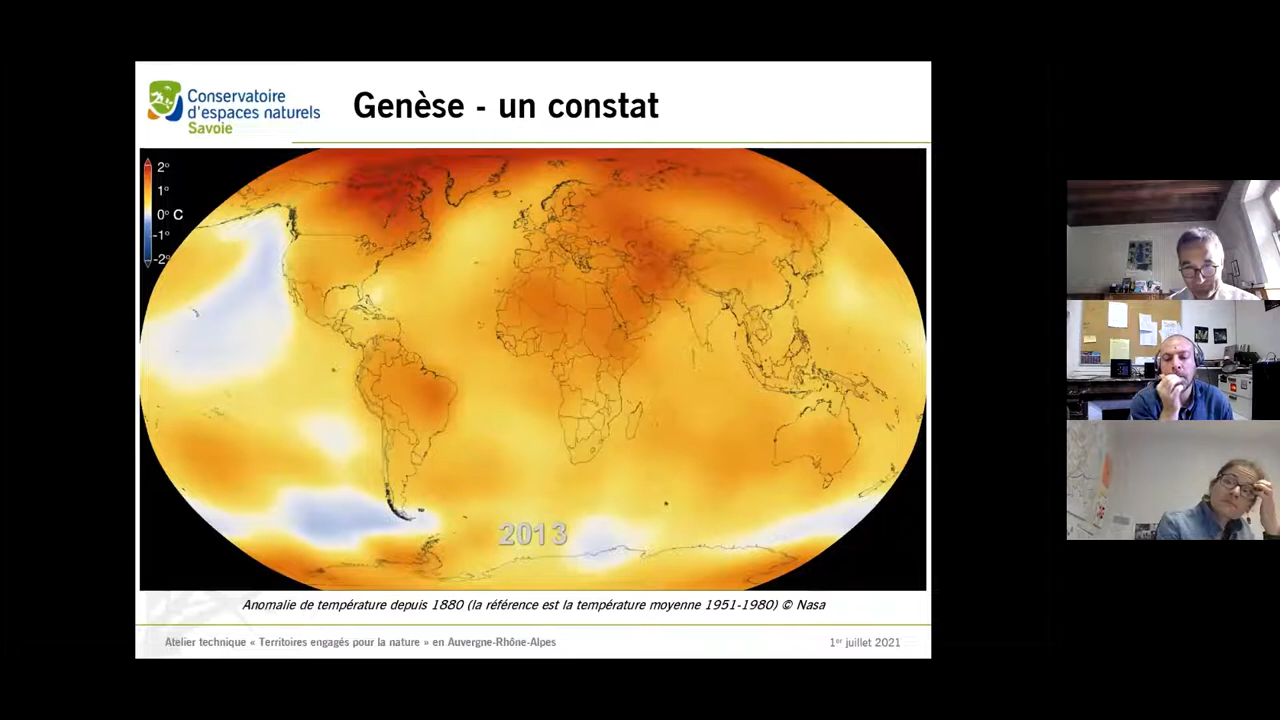 Conservatoire
d'espaces naturels
Savoie
Genèse - un constat
2°
1°
0° C
-1°
-2°
2013
Anomalie de température depuis 1880 (la référence est la température moyenne 1951-1980) © Nasa
Atelier technique « Territoires engagés pour la nature » en Auvergne-Rhône-Alpes
1er juillet 2021